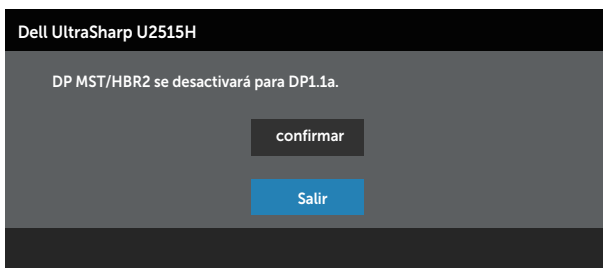 Dell UltraSharp U2515H
DP MST/HBR2 se desactivará para DP1.1a.
confirmar
Salir